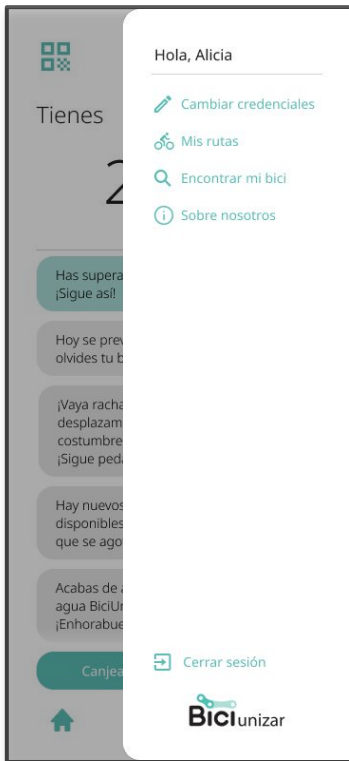 Hola, Alicia
Cambiar credenciales
Mis rutas
Encontrar mi bici
Sobre nosotros
Cerrar sesión
BiCiunizar
Tienes
2
Has supera
¡Sigue así!
Hoy se prev
olvides tu b
¡Vaya racha
desplazam
costumbre
¡Sigue peda
Hay nuevos
disponibles
que se ago
Acabas de a
agua BiciUn
¡Enhorabue
Canjea